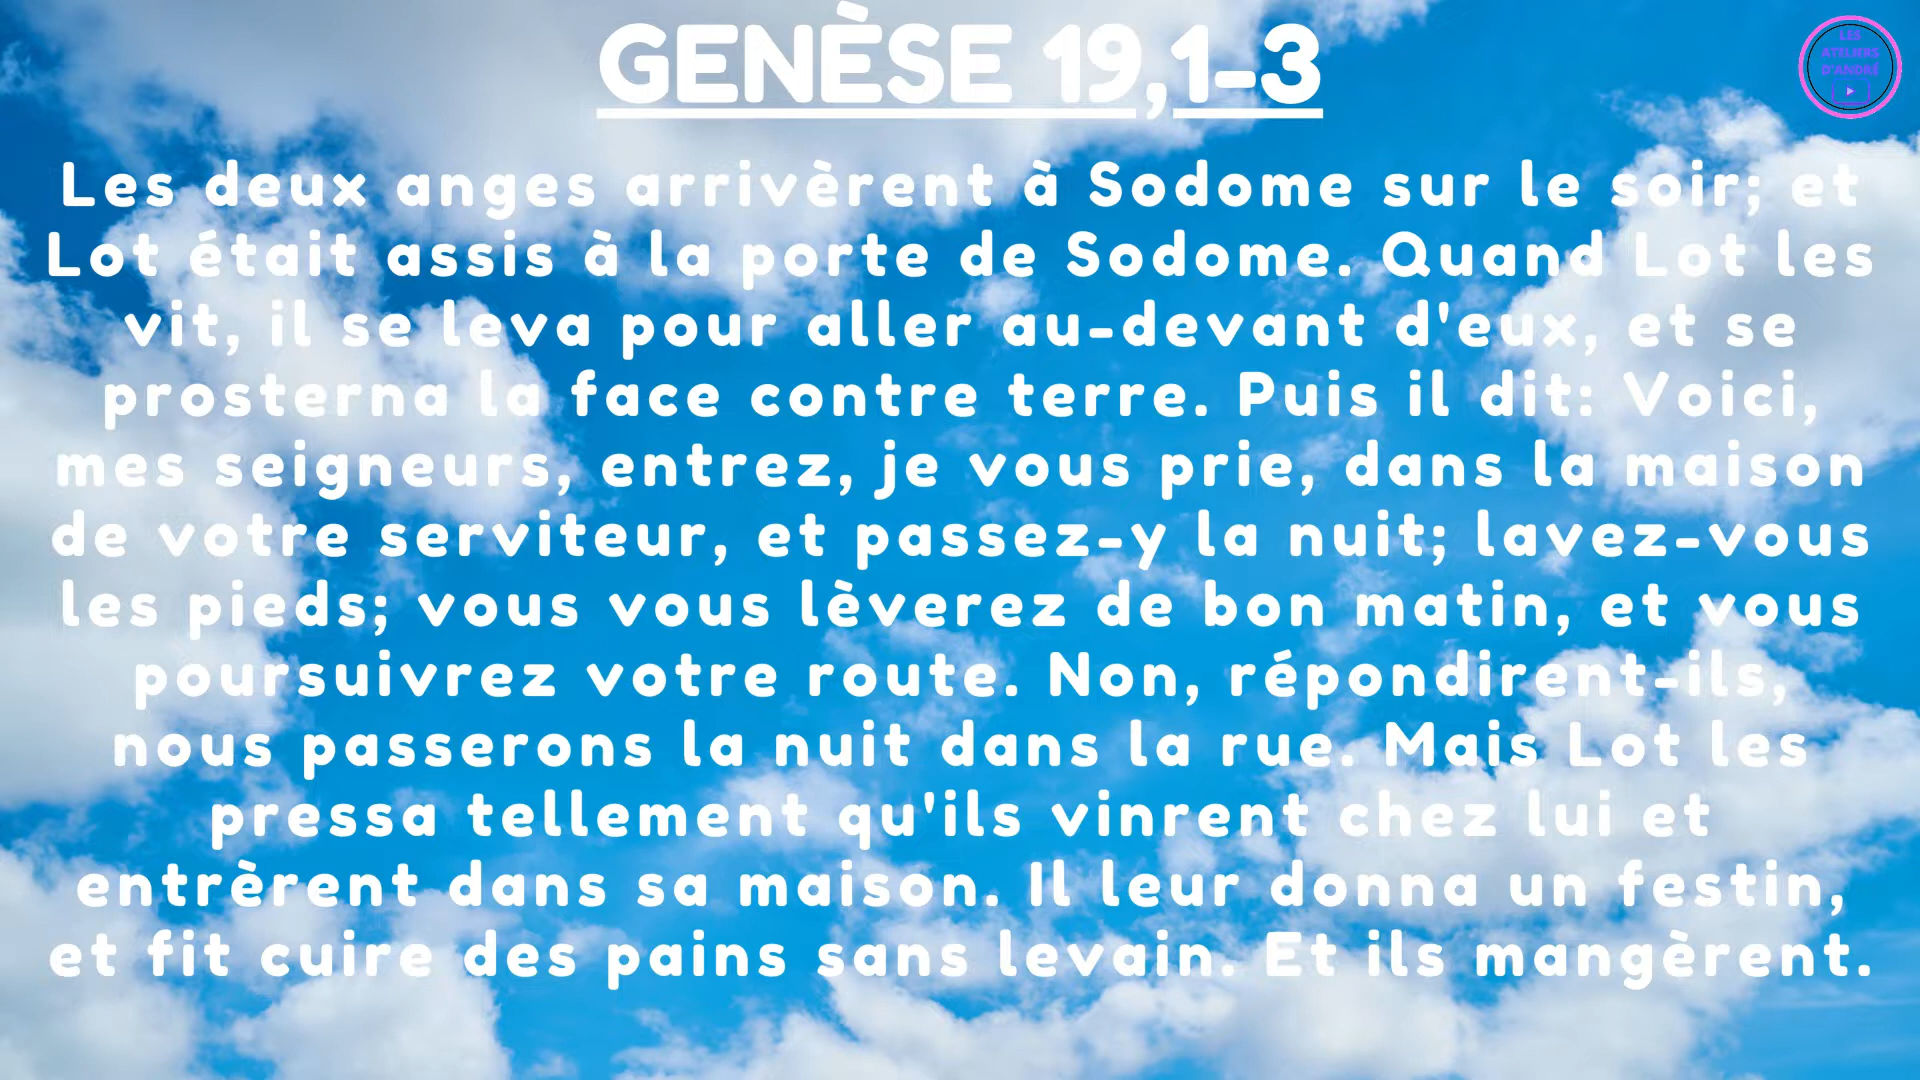 GENÈSE 19,1-3
LES
ATELIERS
D'ANDRÉ
Les deux anges arrivèrent à Sodome sur le soir; et
Lot était assis à la porte de Sodome. Quand Lot les
vit, il se leva pour aller au-devant d'eux, et se
prosterna la face contre terre. Puis il dit: Voici,
mes seigneurs, entrez, je vous prie, dans la maison
de votre serviteur, et passez-y la nuit; lavez-vous
les pieds; vous vous lèverez de bon matin, et vous
poursuivrez votre route. Non, répondirent-ils,
nous passerons la nuit dans la rue. Mais Lot les
pressa tellement qu'ils vinrent chez lui et
entrèrent dans sa maison. Il leur donna un festin,
et fit cuire des pains sans levain. Et ils mangèrent.